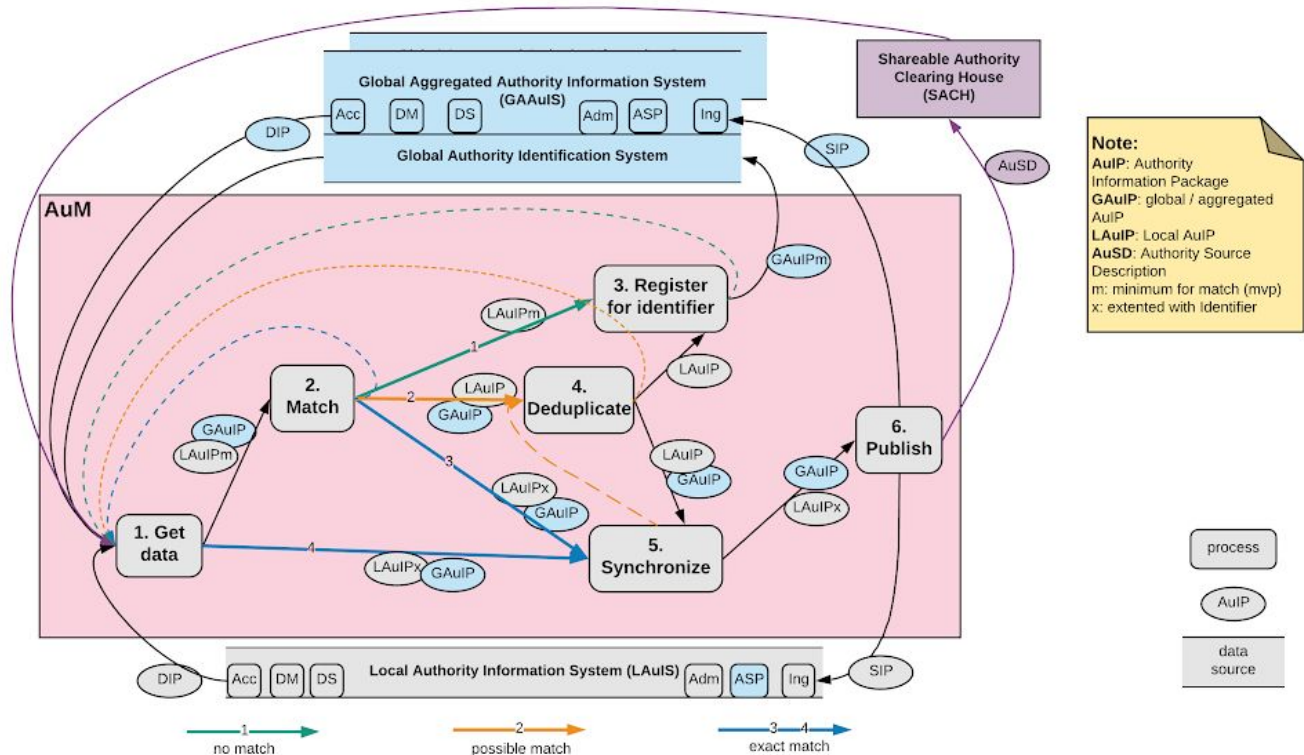 Global Aggregated Authority Information System
(GAAuIS)
Acc
DM
DS
Adm
ASP
Ing
Global Authority Identification System
Shareable Authority
Clearing House
(SACH)
DIP
SIP
AuSD
Note:
AuIP: Authority
Information Package
GAuIP: global / aggregated
AuIP
LAuIP: Local AuIP
AuSD: Authority Source
Description
m: minimum for match (mvp)
x: extented with Identifier
AuM
GAuIPm
3. Register
for identifier
LAuIPm
1
2.
Match
2
LAuIP
GAuIP
4.
Deduplicate
LAuIP
GAuIP
LAuIPm
3
LAuIPx
GAuIP
LAuIP
GAuIP
6.
Publish
GAuIP
LAuIPx
1. Get
data
4
LAuIPx
GAuIP
5.
Synchronize
process
AuIP
data
source
DIP
Acc
DM
DS
Local Authority Information System (LAuIS)
Adm
ASP
Ing
SIP
1
no match
2
possible match
3
4
exact match